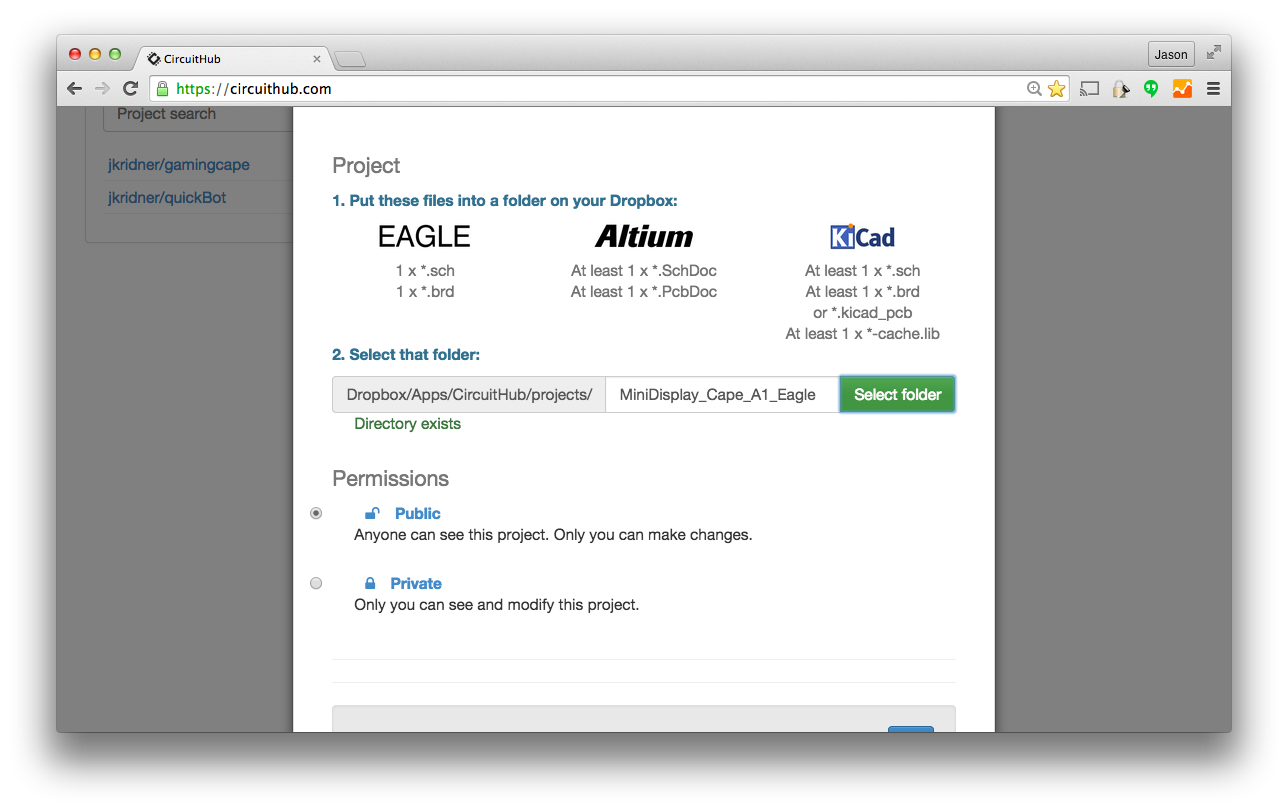 CircuitHub
Jason
https://circuithub.com
Project search
jkridner/gamingcape
jkridner/quickBot
Project
1. Put these files into a folder on your Dropbox:
EAGLE
1 x *.sch
1 x *.brd
Altium
At least 1 x *.SchDoc
At least 1 x *.PcbDoc
KiCad
At least 1 x *.sch
At least 1 x *.brd
or *.kicad_pcb
At least 1 x *-cache.lib
2. Select that folder:
Dropbox/Apps/CircuitHub/projects/ MiniDisplay_Cape_A1_Eagle Select folder
Directory exists
Permissions
Public
Anyone can see this project. Only you can make changes.
Private
Only you can see and modify this project.